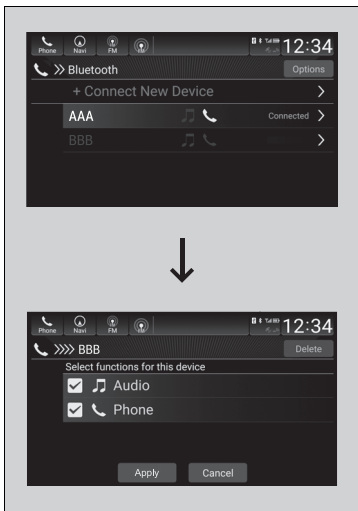 Phone Navi FM 12:34
Bluetooth Options
+ Connect New Device
AAA Connected
BBB
Phone Navi FM 12:34
BBB Delete
Select functions for this device
Audio
Phone
Apply Cancel